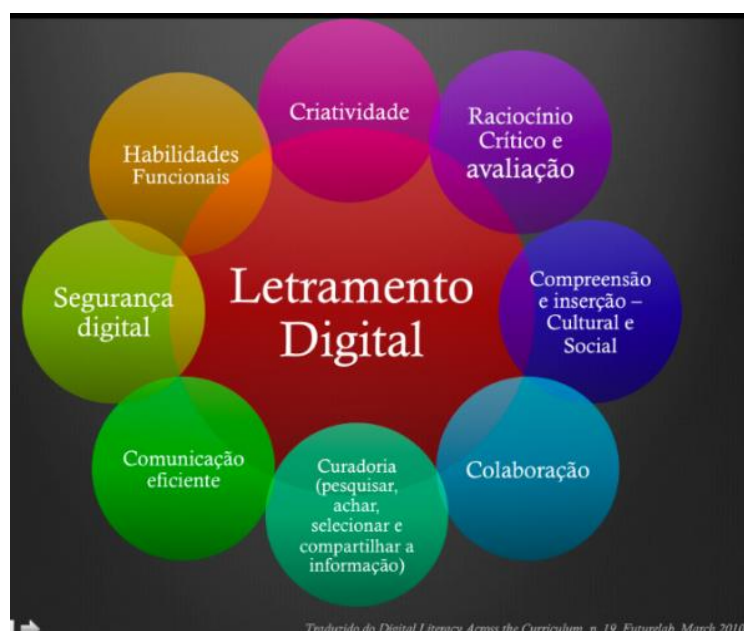 Criatividade
Raciocínio
Crítico e
avaliação
Habilidades
Funcionais
Letramento
Digital
Compreensão
e inserção –
Cultural e
Social
Segurança
digital
Comunicação
eficiente
Curadoria
(pesquisar,
achar,
selecionar e
compartilhar a
informação)
Colaboração
Traduzido do Digital Literacy Across the Curriculum, p. 19, Futurelab, March 2010